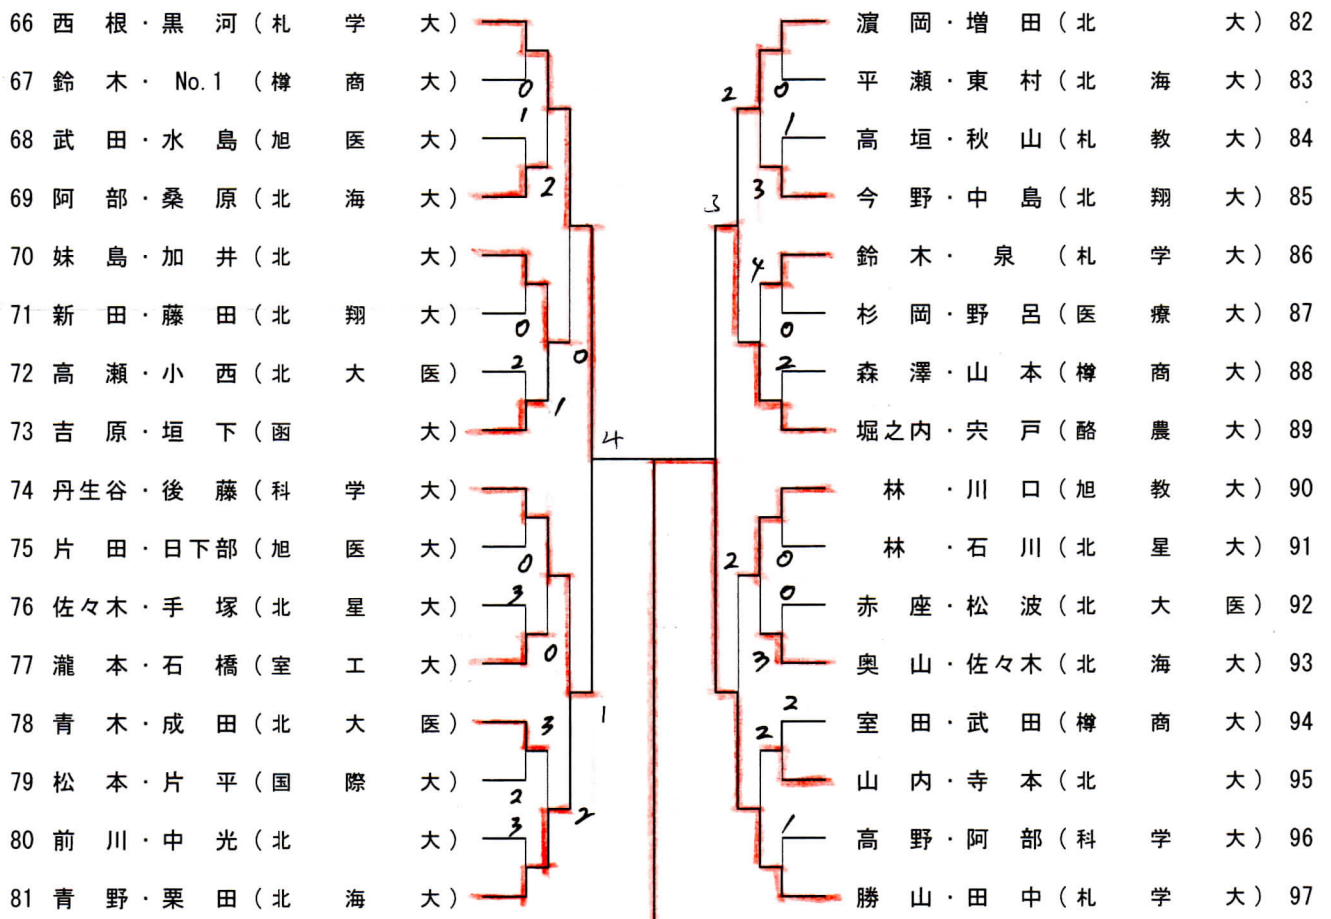 66 西根・黒河(札学大)
67 鈴木・No.1(樽商大)
0
1
68 武田・水島(旭医大)
69 阿部・桑原(北海大)
2
70 妹島・加井(北大)
71 新田・藤田(北翔大)
0
0
72 高瀬・小西(北大医)
2
1
73 吉原・垣下(函大)
4
74 丹生谷・後藤(科学大)
75 片田・日下部(旭医大)
0
76 佐々木・手塚(北星大)
3
0
77 瀧本・石橋(室工大)
1
78 青木・成田(北大医)
3
79 松本・片平(国際大)
2
2
80 前川・中光(北大)
3
81 青野・栗田(北海大)
濵岡・増田(北大) 82
平瀬・東村(北海大) 83
0
2
高垣・秋山(札教大) 84
1
今野・中島(北翔大) 85
3
3
鈴木・泉(札学大) 86
4
杉岡・野呂(医療大) 87
0
森澤・山本(樽商大) 88
2
堀之内・宍戸(酪農大) 89
林・川口(旭教大) 90
林・石川(北星大) 91
0
2
赤座・松波(北大医) 92
0
奥山・佐々木(北海大) 93
3
室田・武田(樽商大) 94
2
2
山内・寺本(北大) 95
高野・阿部(科学大) 96
1
勝山・田中(札学大) 97